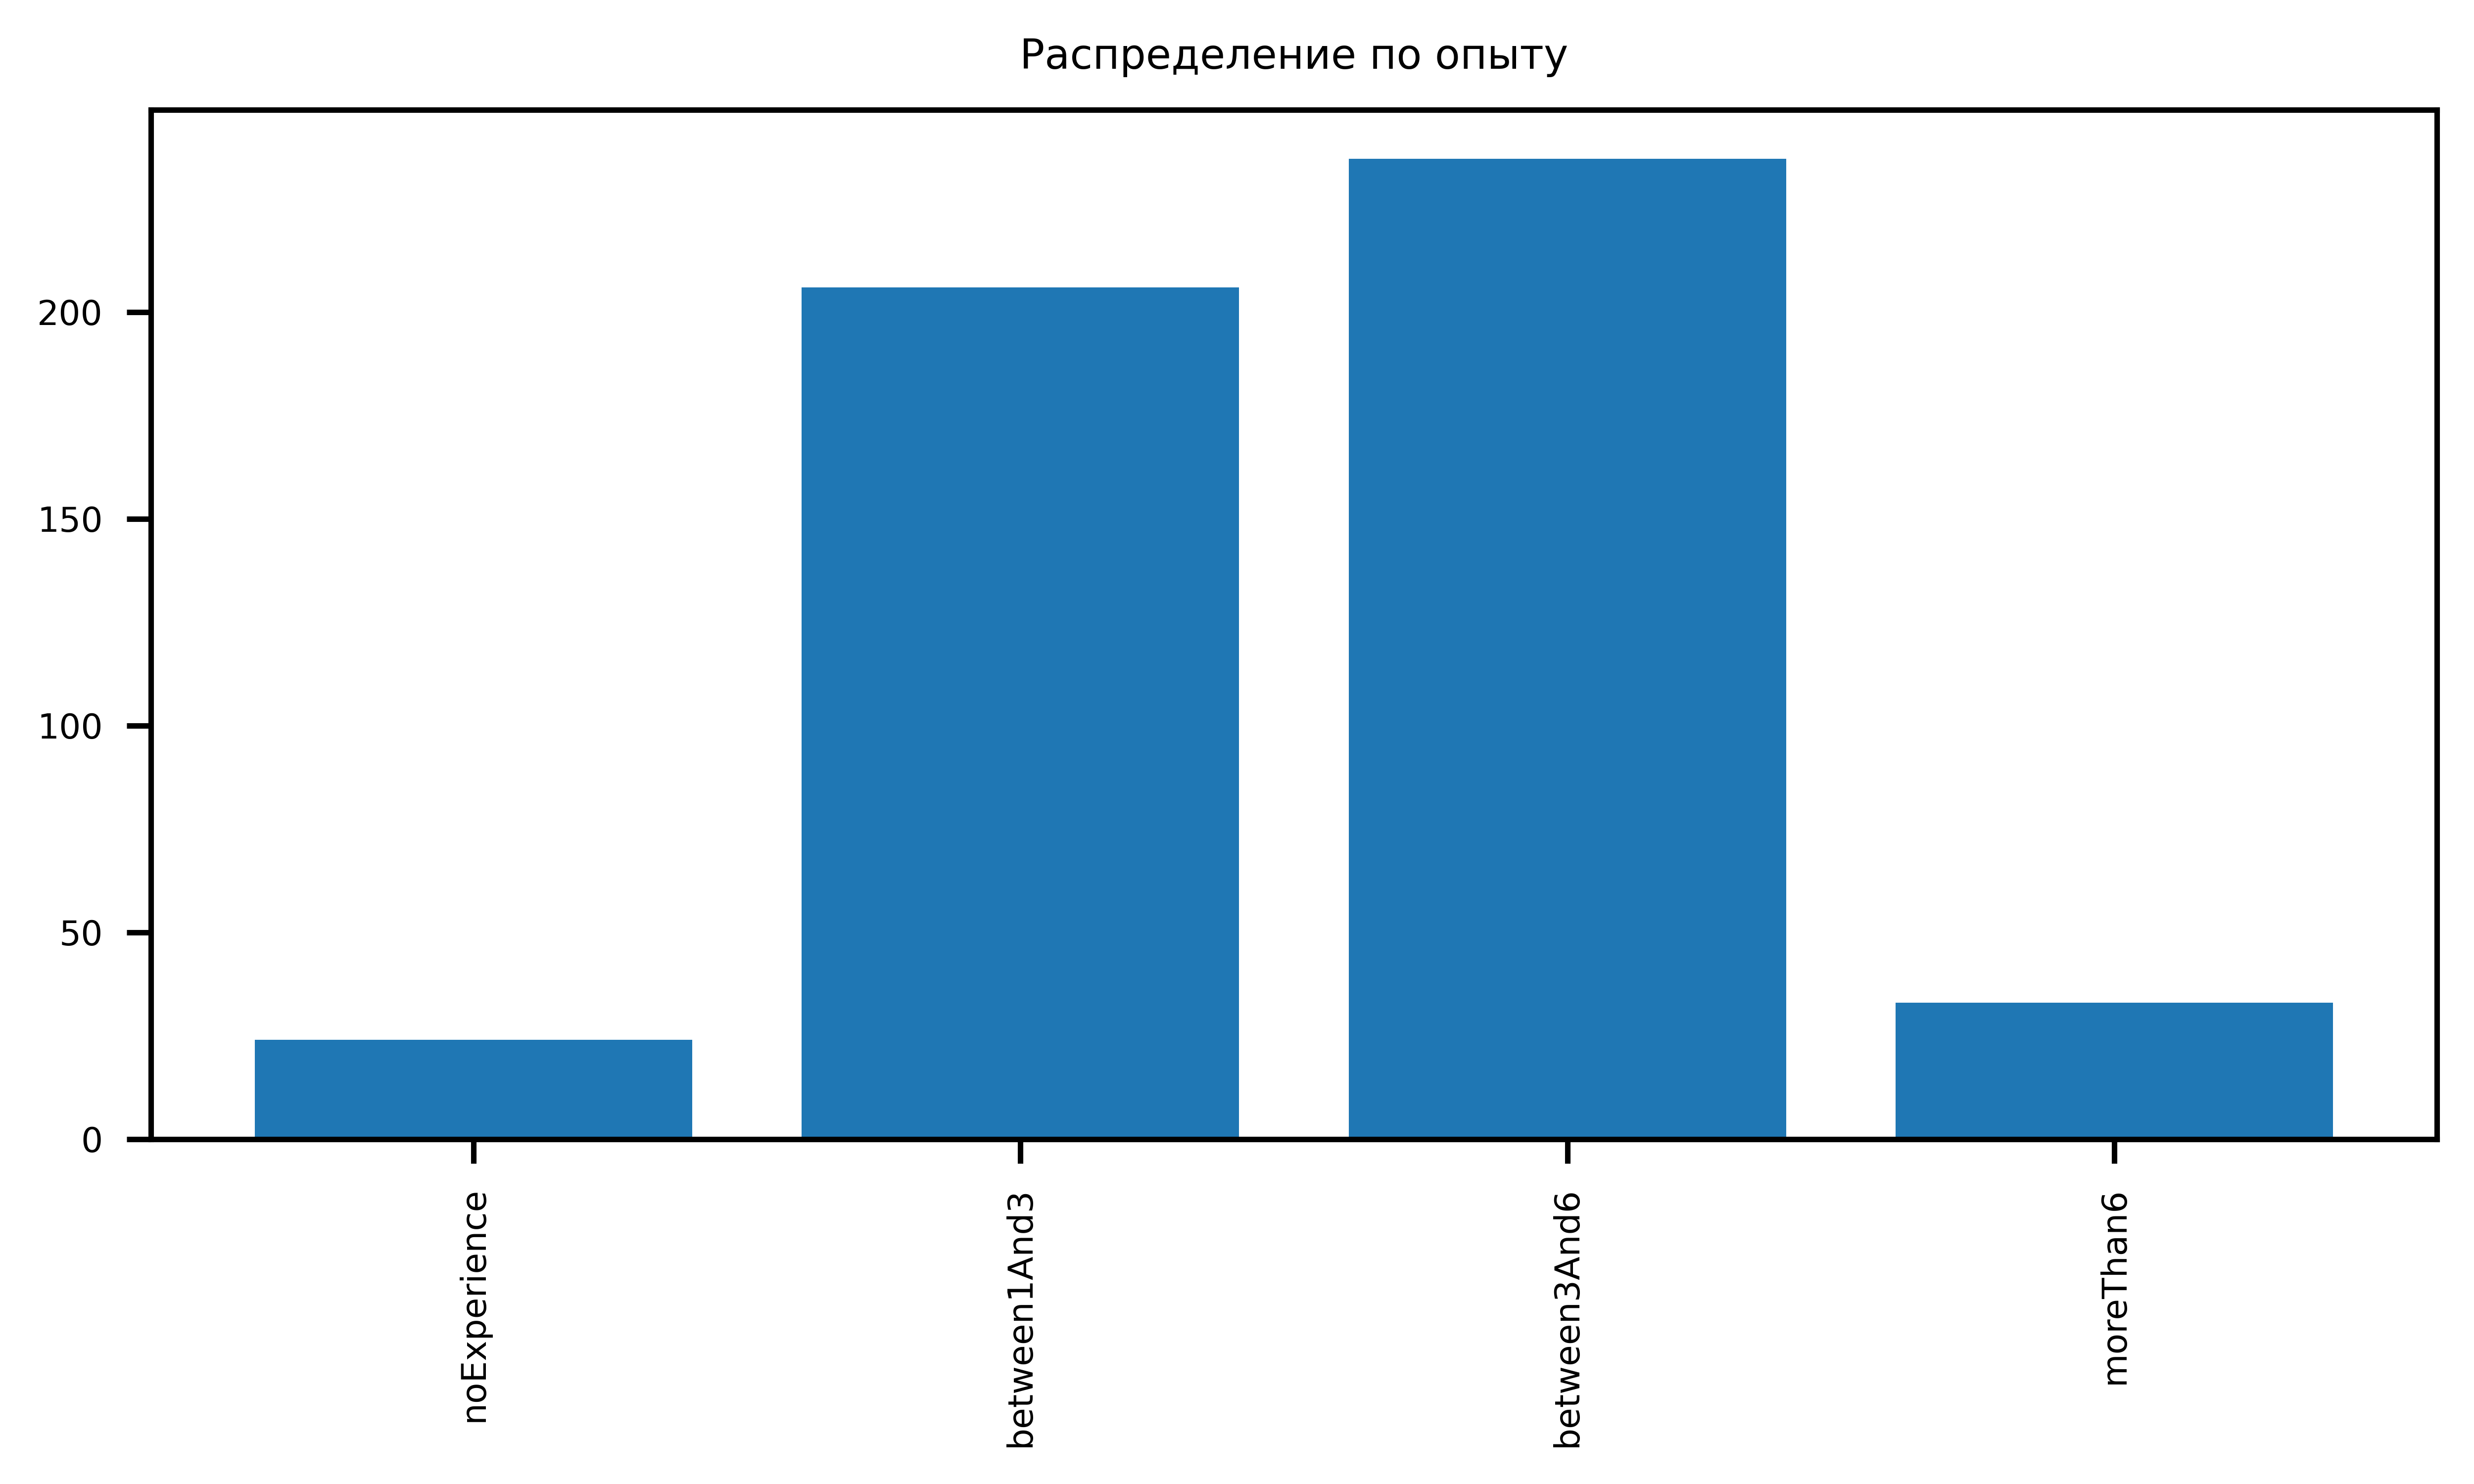 Распределение по опыту
200
150
100
50
0
noExperience
between1And3
between3And6
moreThan6